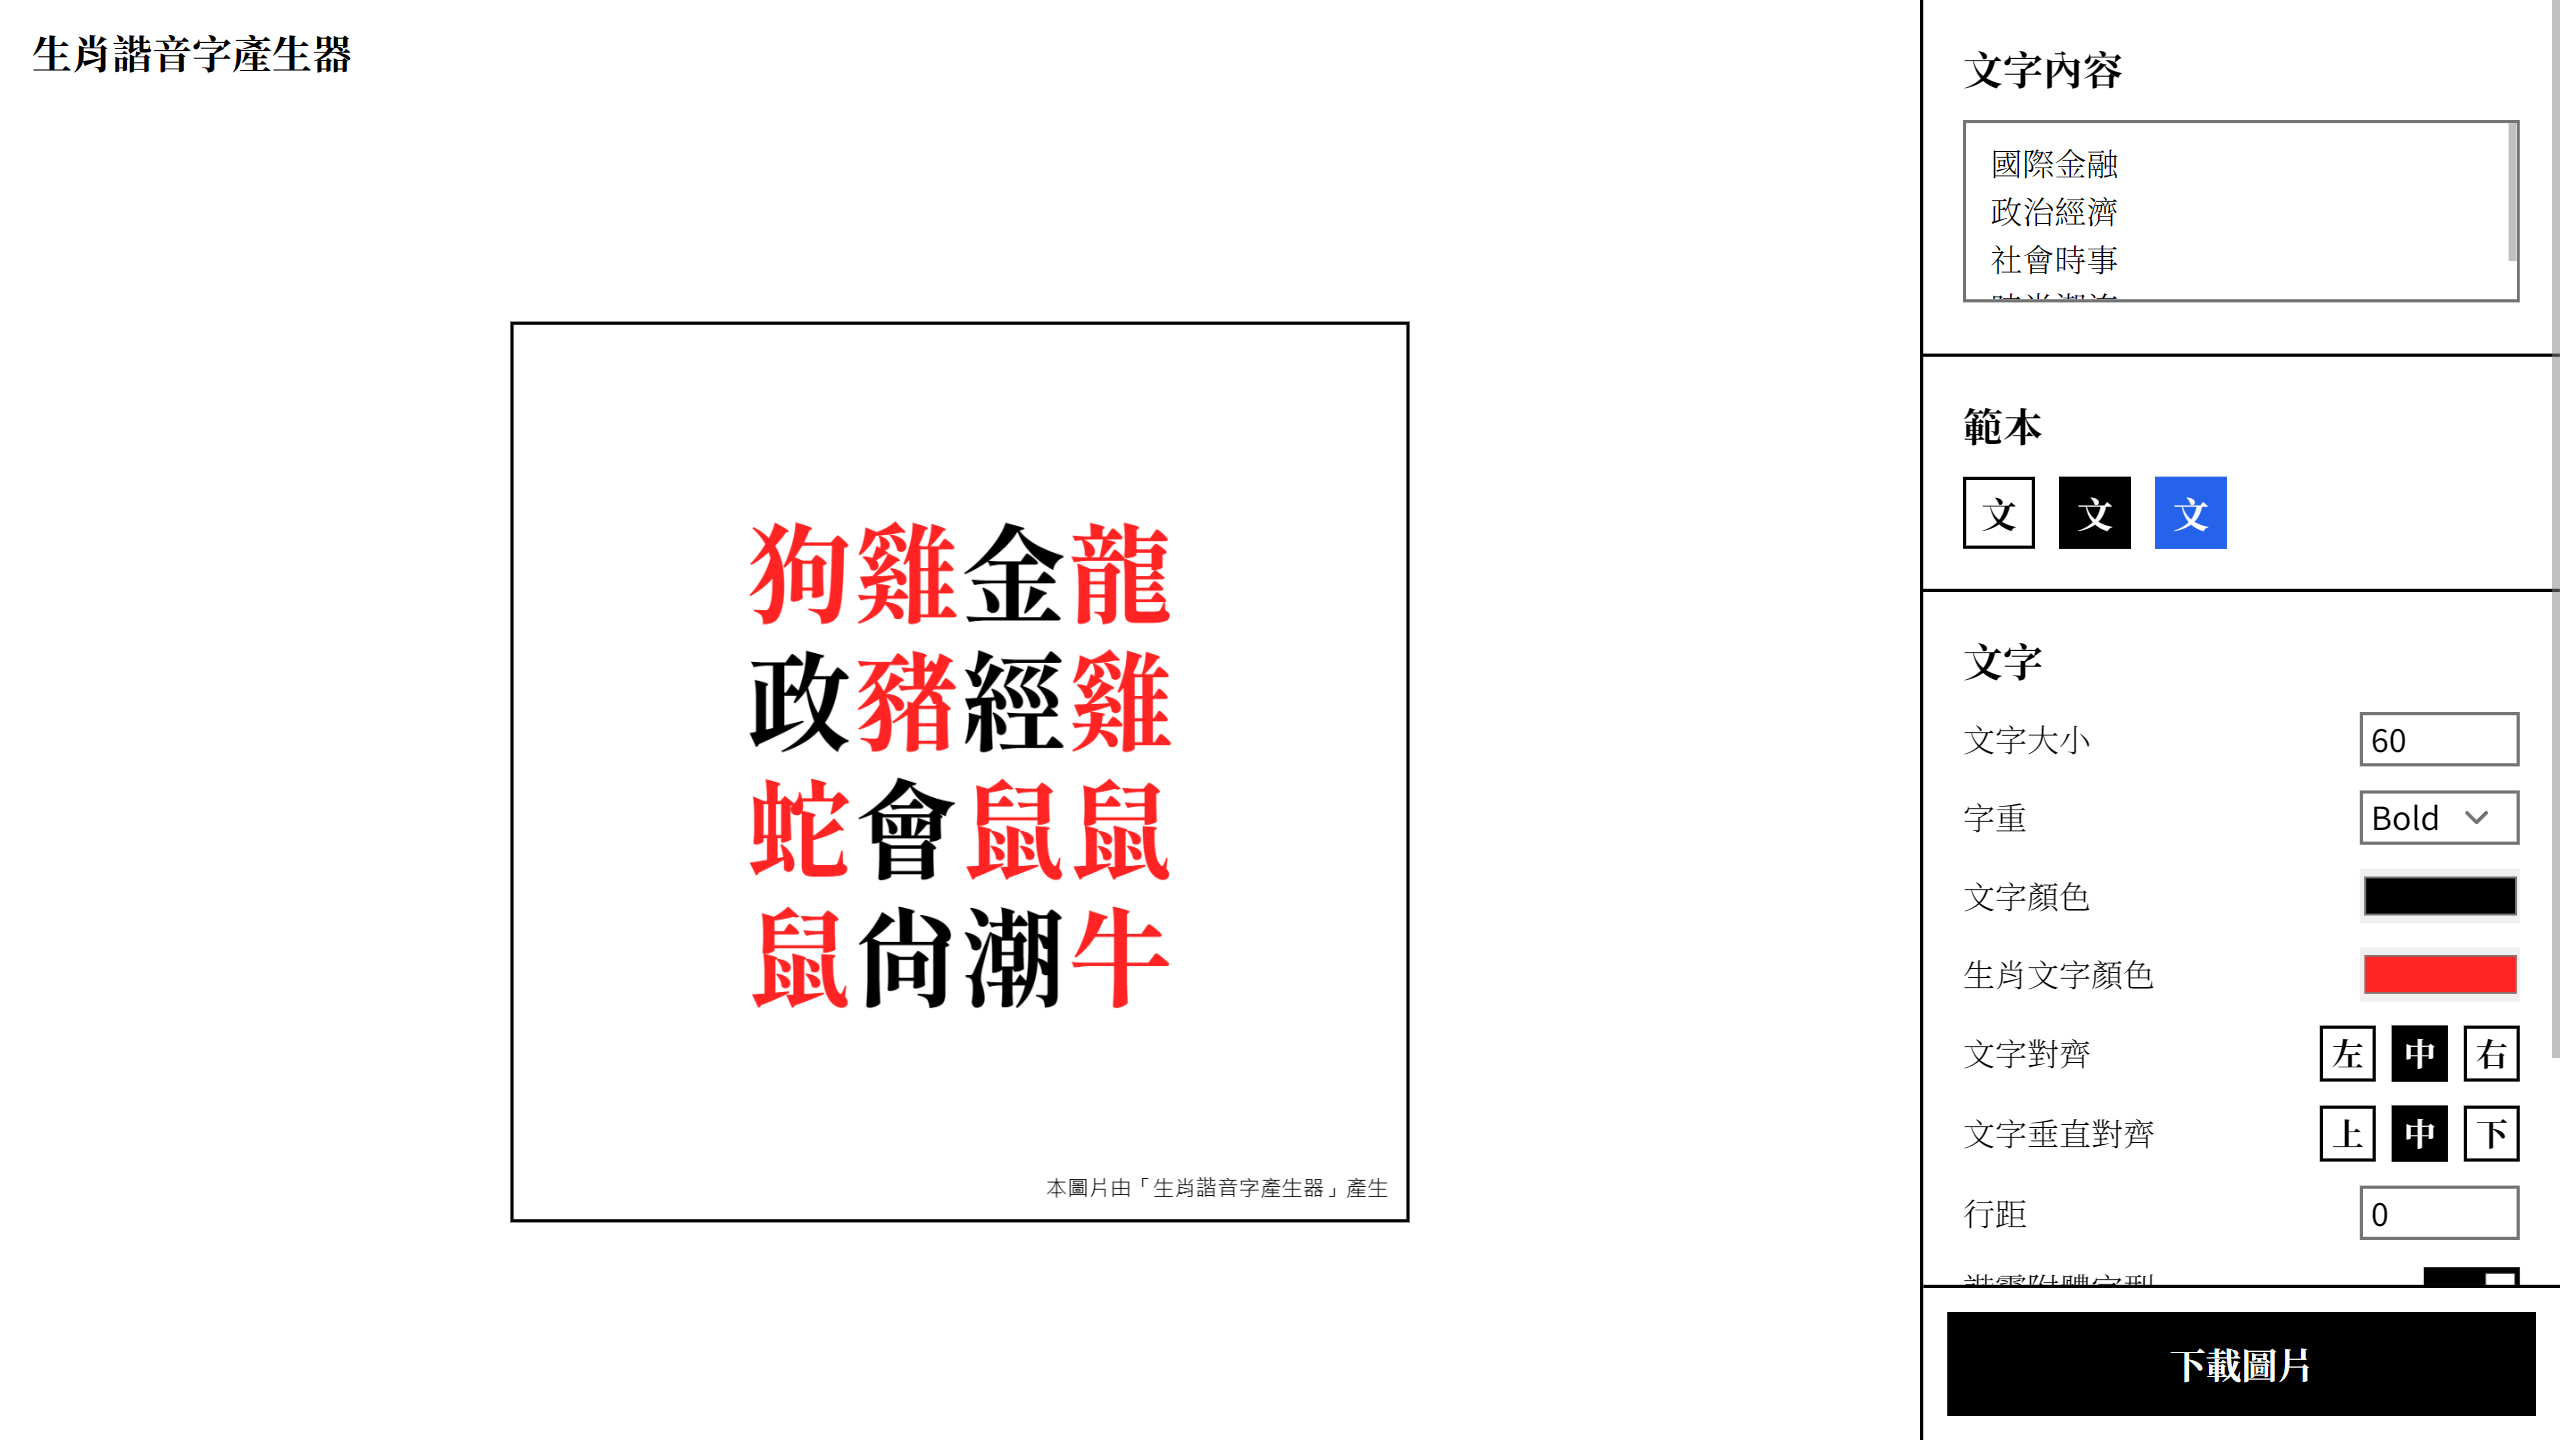 生肖諧音字產生器
狗雞金龍
政豬經雞
蛇會鼠鼠
鼠尚潮牛
本圖片由「生肖諧音字產生器」產生
文字內容
國際金融
政治經濟
社會時事
範本
文 文 文
文字
文字大小 60
字重 Bold
文字顏色
生肖文字顏色
文字對齊 左 中 右
文字垂直對齊 上 中 下
行距 0
下載圖片